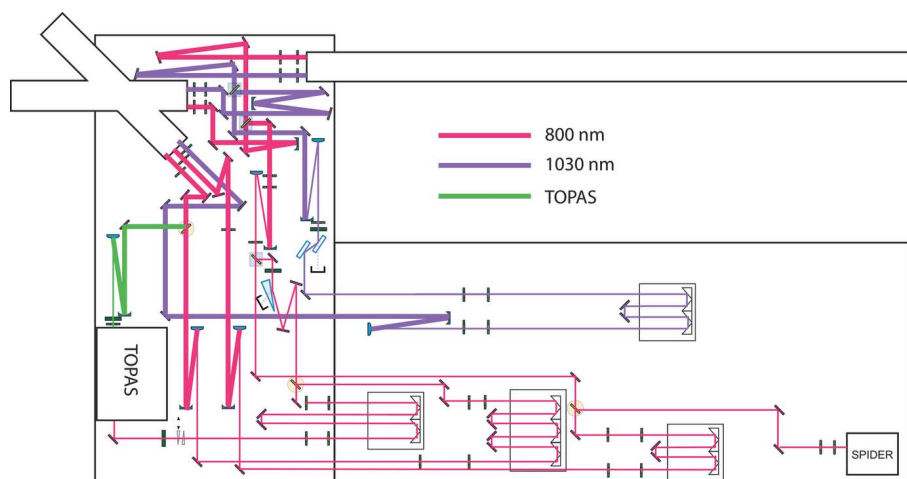 800 nm
1030 nm
TOPAS
TOPAS
SPIDER